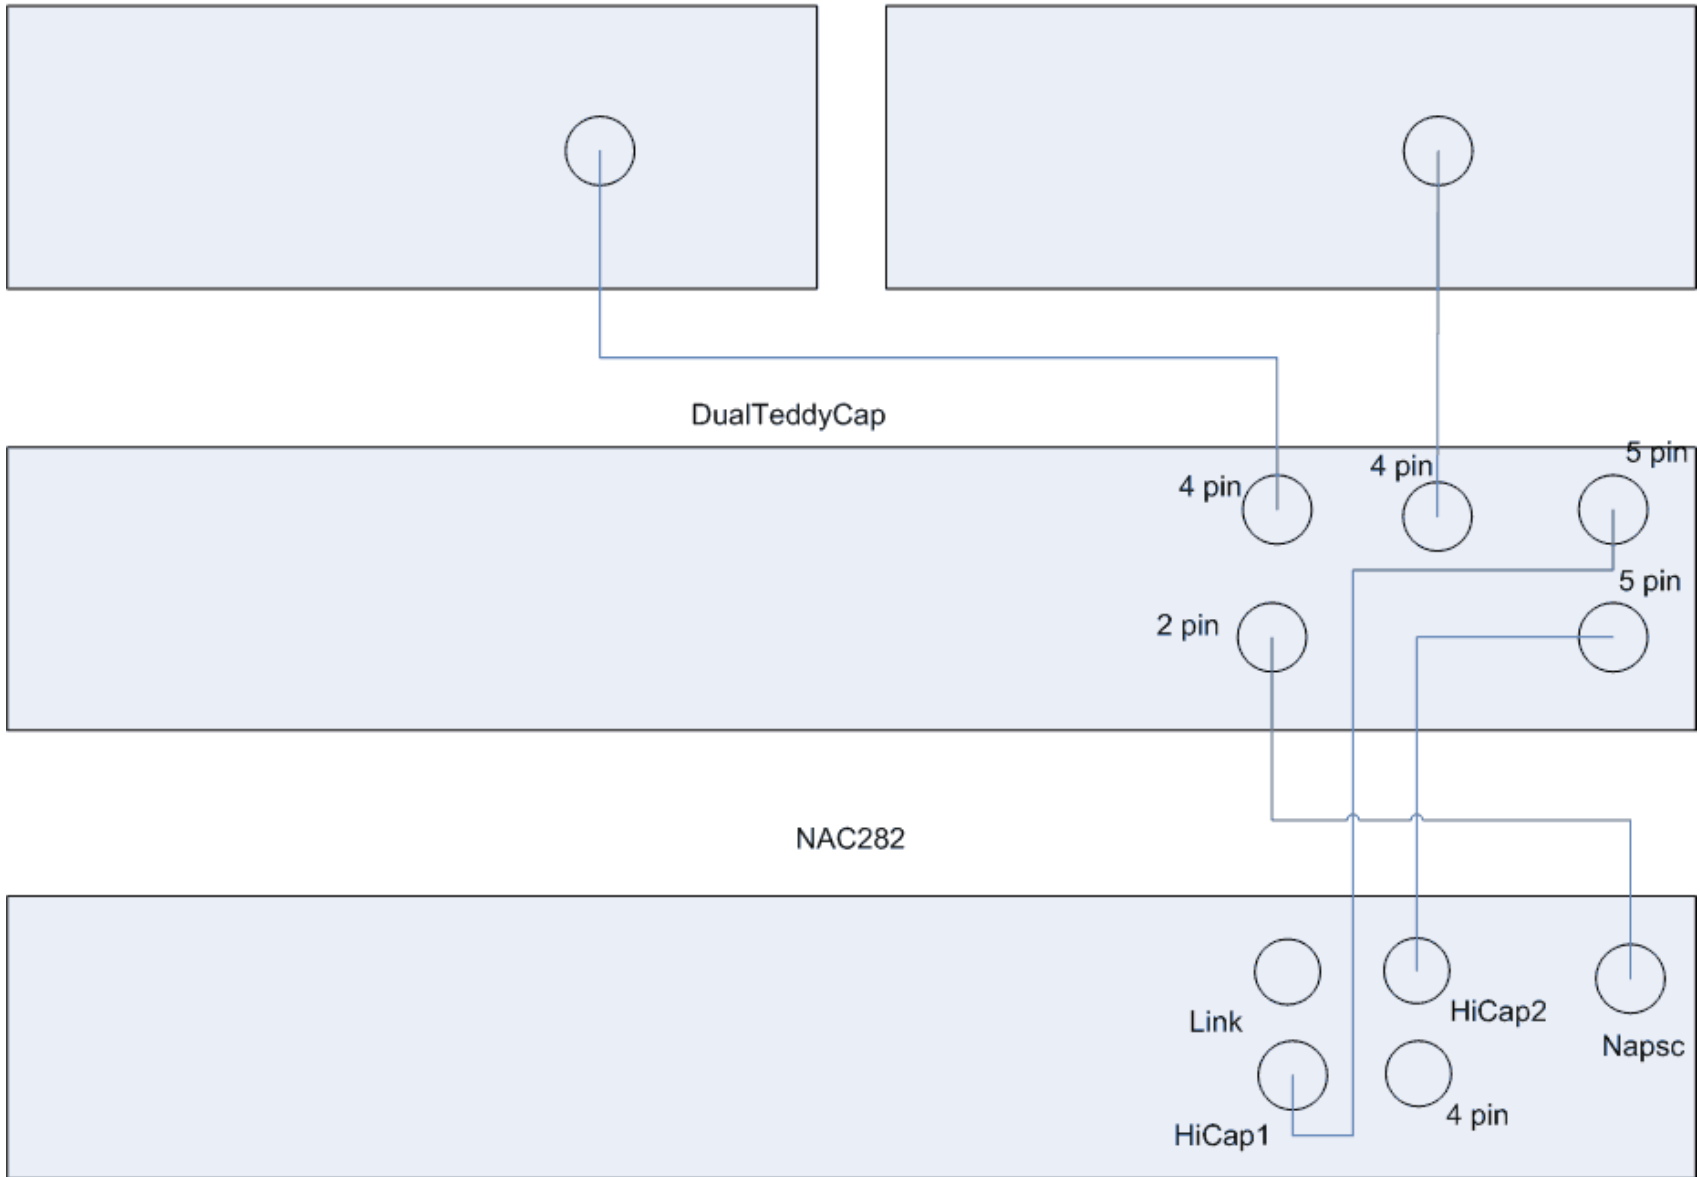 DualTeddyCap
5 pin
4 pin
4 pin
5 pin
2 pin
NAC282
HiCap2
Link
Napsc
4 pin
HiCap1